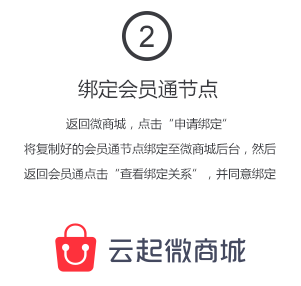 2
绑定会员通节点
返回微商城，点击“申请绑定”
将复制好的会员通节点绑定至微商城后台，然后
返回会员通点击“查看绑定关系”，并同意绑定
云起微商城